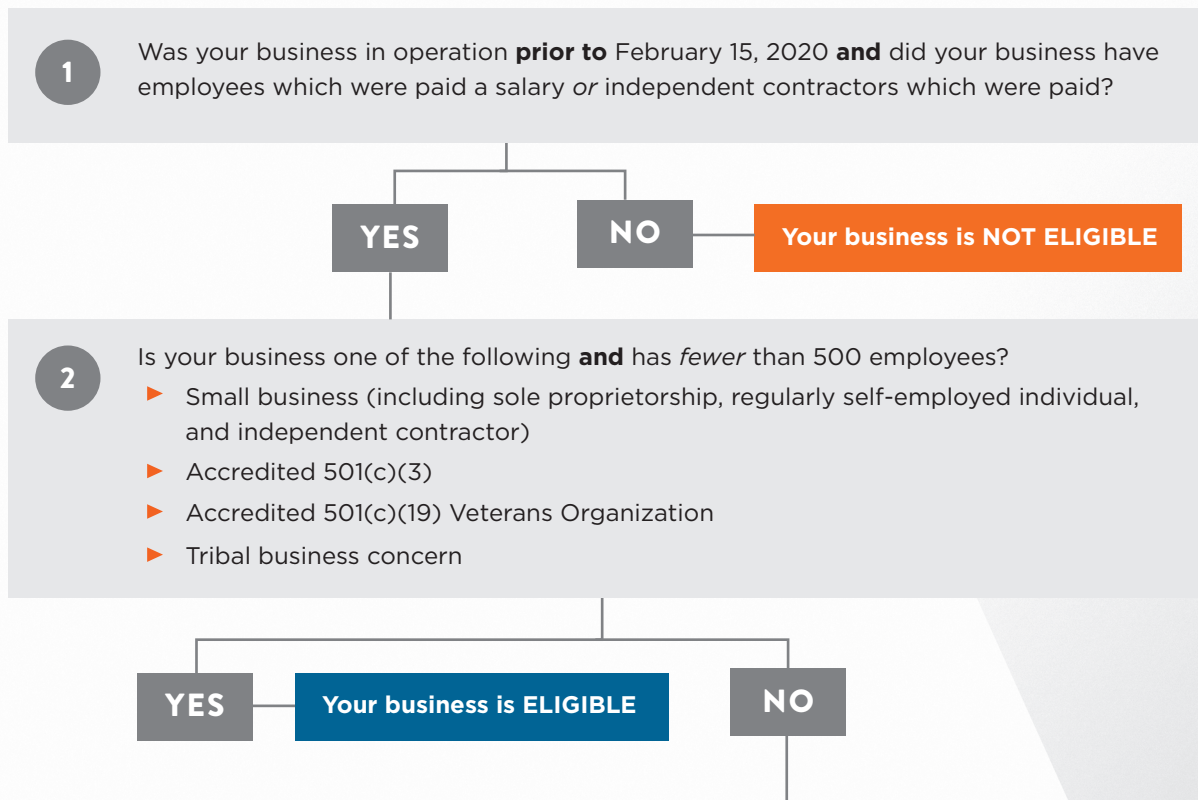 1
Was your business in operation prior to February 15, 2020 and did your business have
employees which were paid a salary or independent contractors which were paid?
YES
NO
Your business is NOT ELIGIBLE
2
Is your business one of the following and has fewer than 500 employees?
Small business (including sole proprietorship, regularly self-employed individual,
and independent contractor)
Accredited 501(c)(3)
Accredited 501(c)(19) Veterans Organization
Tribal business concern
YES
Your business is ELIGIBLE
NO